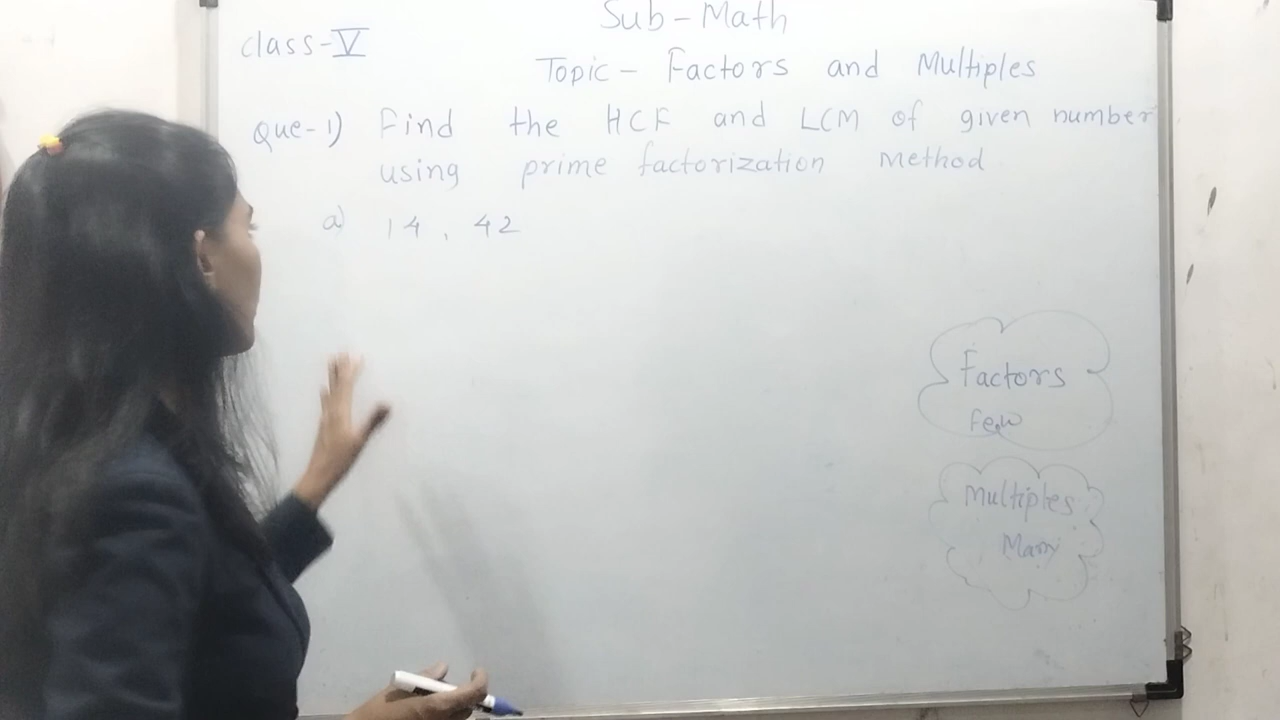 Sub-Math
Class-V
Topic- Factors and Multiples
Que-1) Find the HCF and LCM of given number
using prime factorization Method
a) 14, 42
Factors
Few
Multiples
Many